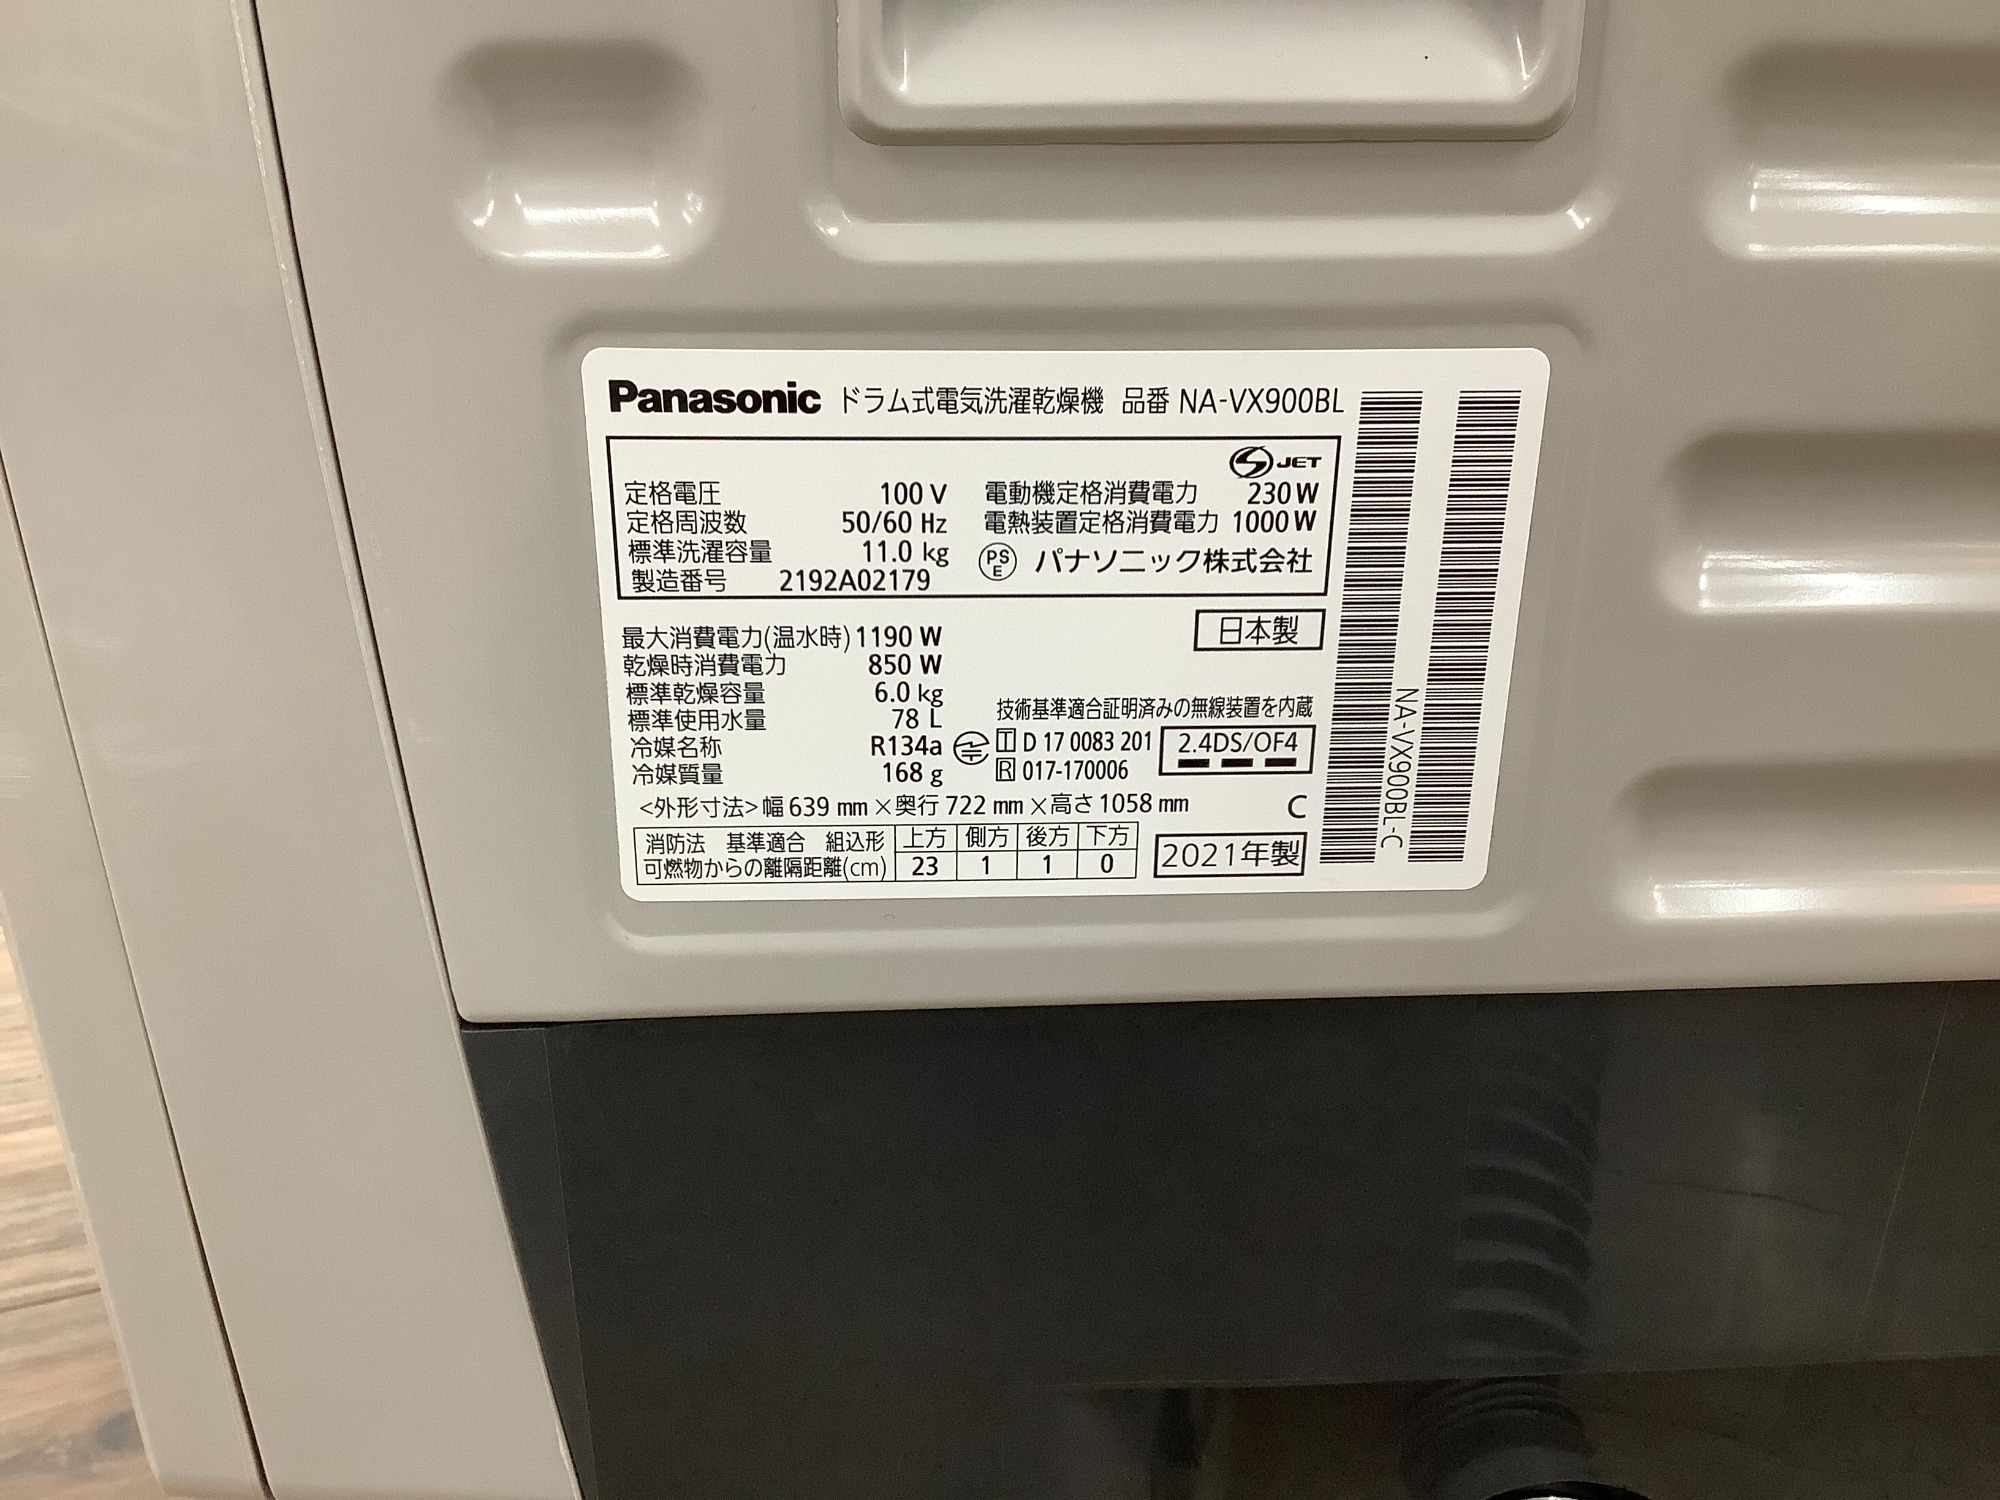 Panasonic ドラム式電気洗濯乾燥機 品番 NA-VX900BL
JET
定格電圧 100 V 電動機定格消費電力 230 W
定格周波数 50/60 Hz 電熱装置定格消費電力 1000 W
標準洗濯容量 11.0 kg PSE パナソニック株式会社
製造番号 2192A02179
日本製
最大消費電力(温水時) 1190 W
乾燥時消費電力 850 W
標準乾燥容量 6.0 kg
標準使用水量 78 L
冷媒名称 R134a
冷媒質量 168 g
技術基準適合証明済みの無線装置を内蔵
T D 17 0083 201
R 017-170006
2.4DS/OF4
<外形寸法>幅 639 mm×奥行 722 mm×高さ 1058 mm C
消防法 基準適合 組込形 上方 側方 後方 下方
可燃物からの離隔距離(cm) 23 1 1 0
2021年製
NA-VX900BL-C